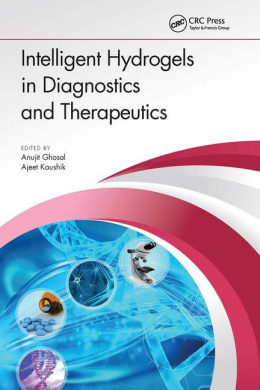 CRC Press
Taylor & Francis Group
Intelligent Hydrogels
in Diagnostics
and Therapeutics
EDITED BY
Anujit Ghosal
Ajeet Kaushik